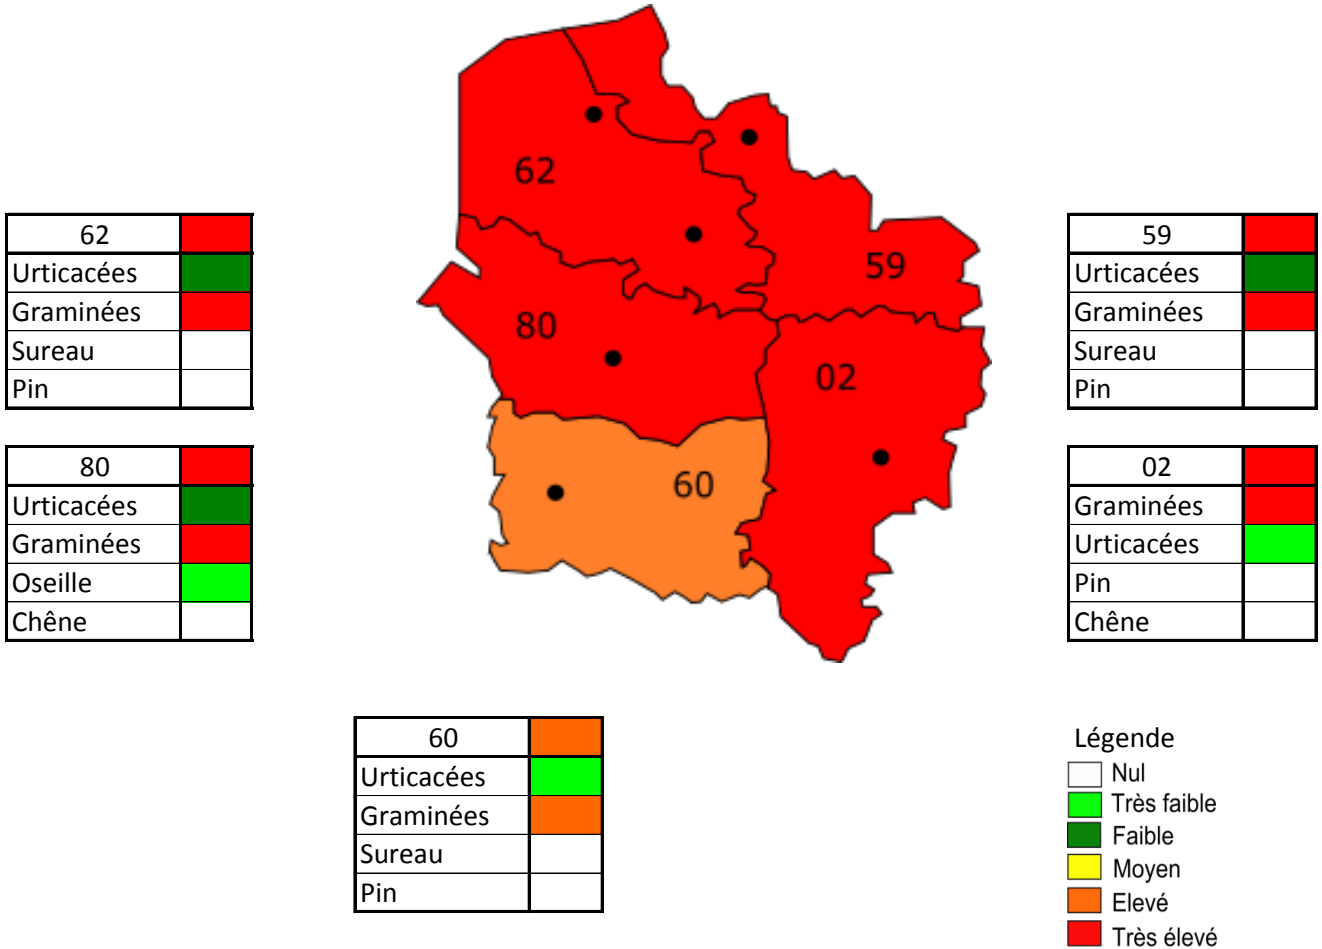 62
59
80
02
60
62
Urticacées
Graminées
Sureau
Pin
59
Urticacées
Graminées
Sureau
Pin
80
Urticacées
Graminées
Oseille
Chêne
02
Graminées
Urticacées
Pin
Chêne
60
Urticacées
Graminées
Sureau
Pin
Légende
Nul
Très faible
Faible
Moyen
Elevé
Très élevé